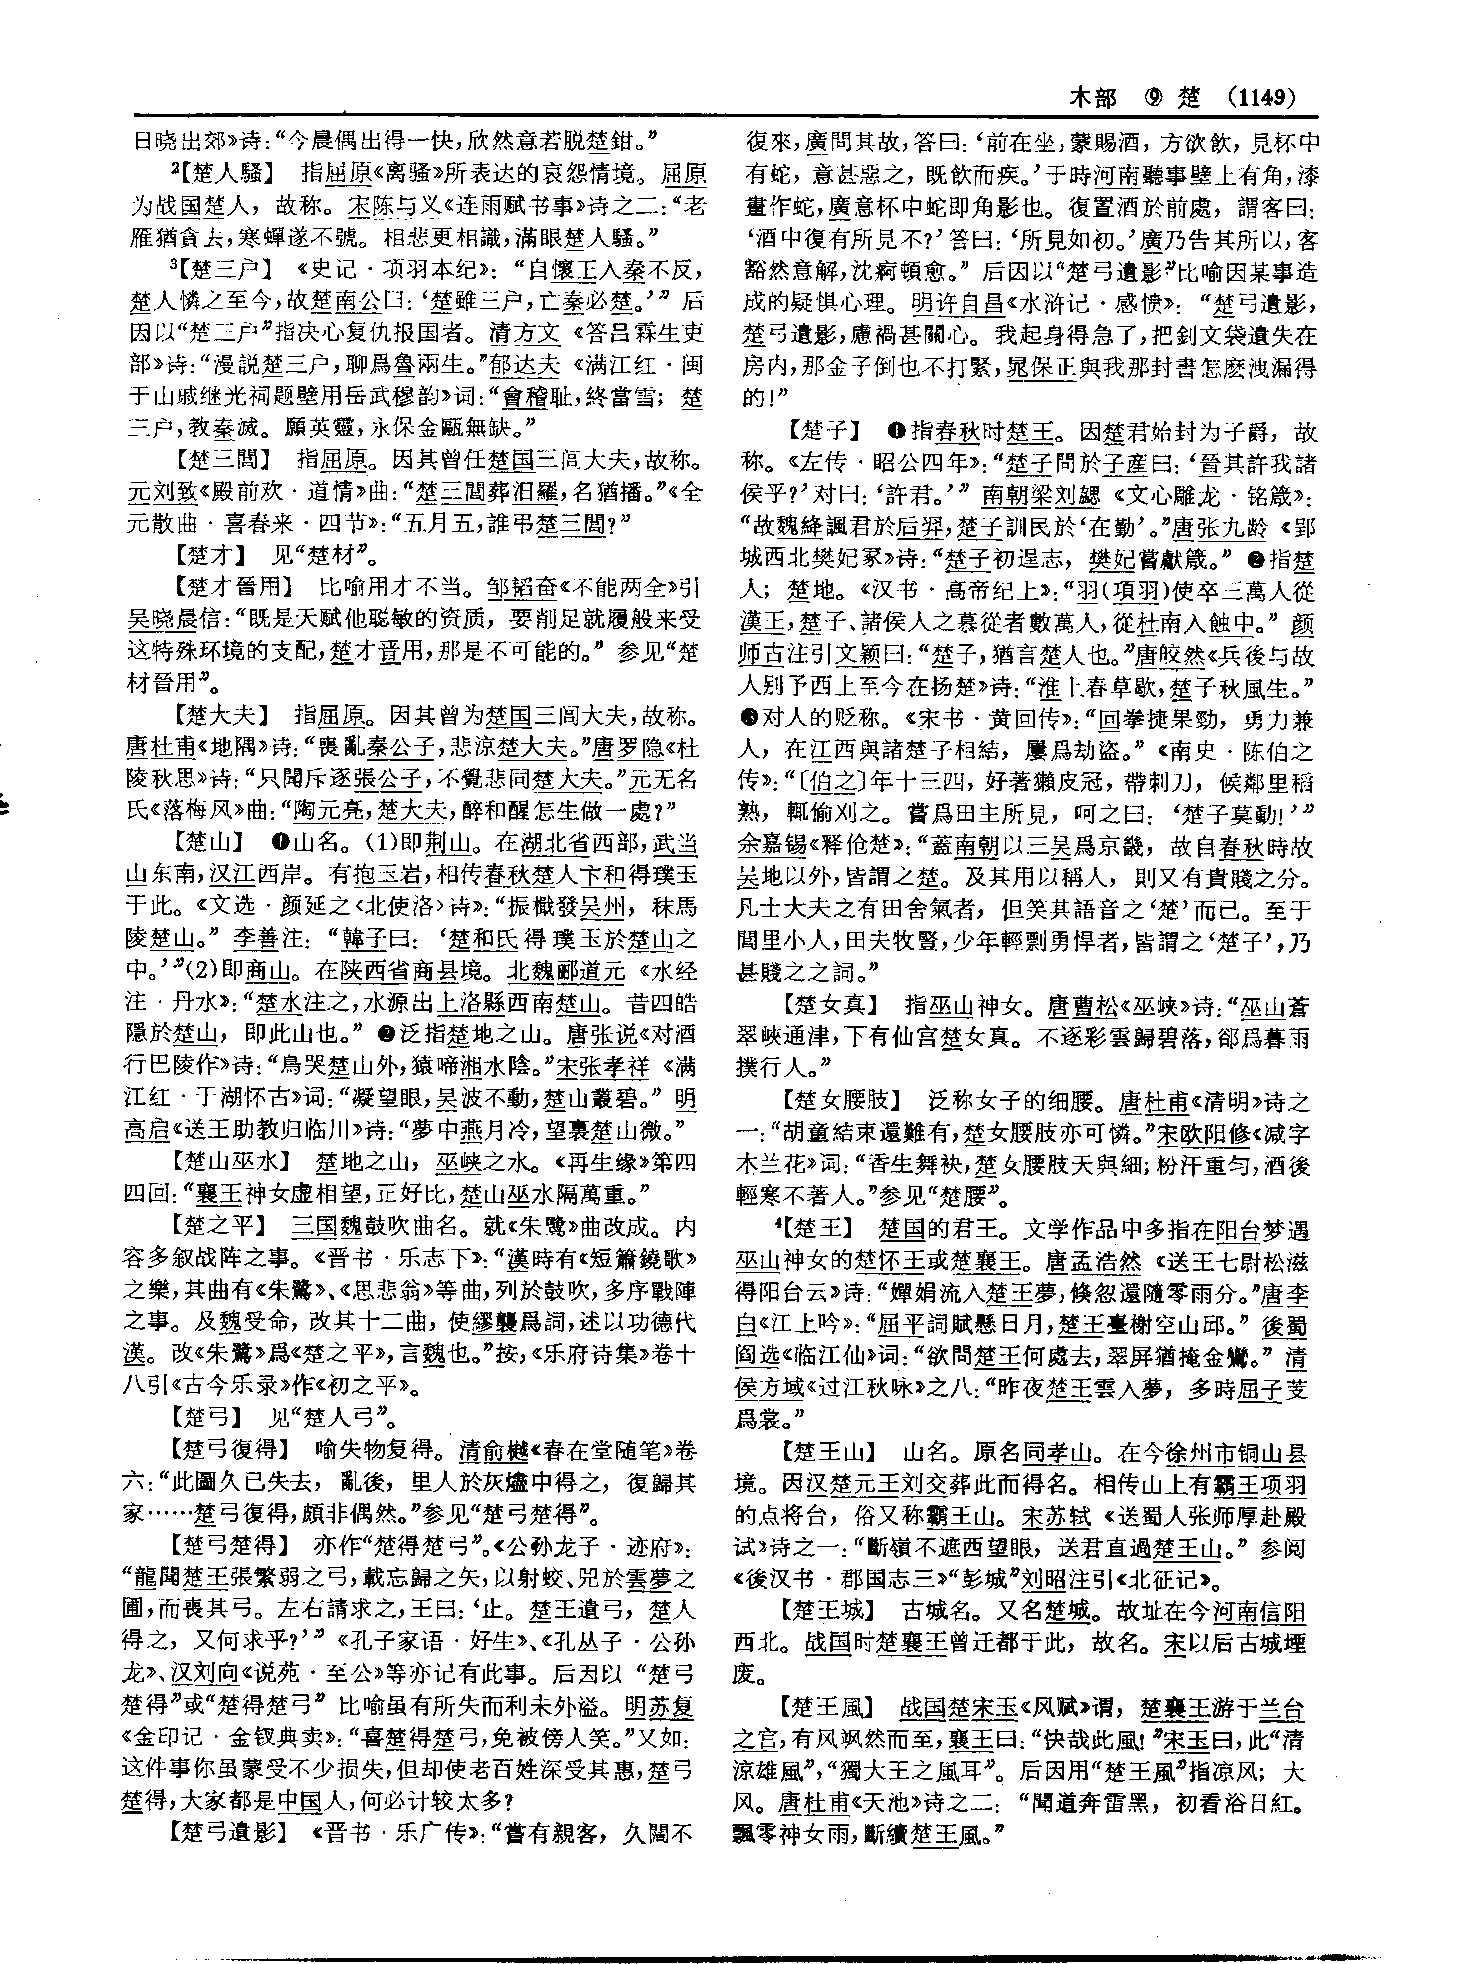 木部 ⑨ 楚 (1149)
日晓出郊》诗：“今晨偶出得一快，欣然意若脱楚鉗。”
²【楚人騷】 指屈原《离骚》所表达的哀怨情境。屈原
为战国楚人，故称。宋陈与义《连雨赋书事》诗之二：“老
雁猶貪去，寒蟬遂不號。相悲更相識，滿眼楚人騷。”
³【楚三户】 《史记·项羽本纪》：“自懷王入秦不反，
楚人憐之至今，故楚南公曰：‘楚雖三户，亡秦必楚。’” 后
因以“楚三户”指决心复仇报国者。清方文《答吕霖生吏
部》诗：“漫説楚三户，聊爲魯兩生。”郁达夫《满江红·闽
于山戚继光祠题壁用岳武穆韵》词：“會稽耻，終當雪；楚
三户，教秦滅。願英靈，永保金甌無缺。”
【楚三閭】 指屈原。因其曾任楚国三闾大夫，故称。
元刘致《殿前欢·道情》曲：“楚三閭葬汨羅，名猶播。”《全
元散曲·喜春来·四节》：“五月五，誰弔楚三閭？”
【楚才】 见“楚材”。
【楚才晉用】 比喻用才不当。邹韬奋《不能两全》引
吴晓晨信：“既是天赋他聪敏的资质，要削足就履般来受
这特殊环境的支配，楚才晋用，那是不可能的。” 参见“楚
材晉用”。
【楚大夫】 指屈原。因其曾为楚国三闾大夫，故称。
唐杜甫《地隅》诗：“喪亂秦公子，悲涼楚大夫。”唐罗隐《杜
陵秋思》诗：“只聞斥逐張公子，不覺悲同楚大夫。”元无名
氏《落梅风》曲：“陶元亮，楚大夫，醉和醒怎生做一處？”
【楚山】 ❶山名。(1)即荆山。在湖北省西部，武当
山东南，汉江西岸。有抱玉岩，相传春秋楚人卞和得璞玉
于此。《文选·颜延之〈北使洛〉诗》：“振檝發吴州，秣馬
陵楚山。” 李善注：“韓子曰：‘楚和氏得璞玉於楚山之
中。’”(2)即商山。在陕西省商县境。北魏郦道元《水经
注·丹水》：“楚水注之，水源出上洛縣西南楚山。昔四皓
隱於楚山，即此山也。” ❷泛指楚地之山。唐张说《对酒
行巴陵作》诗：“鳥哭楚山外，猿啼湘水陰。”宋张孝祥《满
江红·于湖怀古》词：“凝望眼，吴波不動，楚山叢碧。” 明
高启《送王助教归临川》诗：“夢中燕月冷，望裏楚山微。”
【楚山巫水】 楚地之山，巫峡之水。《再生缘》第四
四回：“襄王神女虚相望，正好比，楚山巫水隔萬重。”
【楚之平】 三国魏鼓吹曲名。就《朱鹭》曲改成。内
容多叙战阵之事。《晋书·乐志下》：“漢時有《短簫鐃歌》
之樂，其曲有《朱鷺》、《思悲翁》等曲，列於鼓吹，多序戰陣
之事。及魏受命，改其十二曲，使繆襲爲詞，述以功德代
漢。改《朱鷺》爲《楚之平》，言魏也。”按，《乐府诗集》卷十
八引《古今乐录》作《初之平》。
【楚弓】 见“楚人弓”。
【楚弓復得】 喻失物复得。清俞樾《春在堂随笔》卷
六：“此圖久已失去，亂後，里人於灰燼中得之，復歸其
家……楚弓復得，頗非偶然。”参见“楚弓楚得”。
【楚弓楚得】 亦作“楚得楚弓”。《公孙龙子·迹府》：
“龍聞楚王張繁弱之弓，載忘歸之矢，以射蛟、兕於雲夢之
圃，而喪其弓。左右請求之，王曰：‘止。楚王遺弓，楚人
得之，又何求乎？’” 《孔子家语·好生》、《孔丛子·公孙
龙》、汉刘向《说苑·至公》等亦记有此事。后因以“楚弓
楚得”或“楚得楚弓” 比喻虽有所失而利未外溢。明苏复
《金印记·金钗典卖》：“喜楚得楚弓，免被傍人笑。”又如：
这件事你虽蒙受不少损失，但却使老百姓深受其惠，楚弓
楚得，大家都是中国人，何必计较太多？
【楚弓遺影】 《晋书·乐广传》：“嘗有親客，久闊不
復來，廣問其故，答曰：‘前在坐，蒙賜酒，方欲飲，見杯中
有蛇，意甚惡之，既飲而疾。’于時河南聽事壁上有角，漆
畫作蛇，廣意杯中蛇即角影也。復置酒於前處，謂客曰：
‘酒中復有所見不？’答曰：‘所見如初。’廣乃告其所以，客
豁然意解，沈痾頓愈。” 后因以“楚弓遺影”比喻因某事造
成的疑惧心理。明许自昌《水浒记·感愤》：“楚弓遺影，
楚弓遺影，慮禍甚關心。我起身得急了，把釗文袋遺失在
房内，那金子倒也不打緊，晁保正與我那封書怎麽洩漏得
的！”
【楚子】 ❶指春秋时楚王。因楚君始封为子爵，故
称。《左传·昭公四年》：“楚子問於子產曰：‘晉其許我諸
侯乎？’对曰：‘許君。’” 南朝梁刘勰《文心雕龙·铭箴》：
“故魏絳諷君於后羿，楚子訓民於‘在勤’。”唐张九龄《郢
城西北樊妃冢》诗：“楚子初逞志，樊妃嘗獻箴。” ❷指楚
人；楚地。《汉书·高帝纪上》：“羽(項羽)使卒三萬人從
漢王，楚子、諸侯人之慕從者數萬人，從杜南入蝕中。” 颜
师古注引文颖曰：“楚子，猶言楚人也。”唐皎然《兵後与故
人别予西上至今在扬楚》诗：“淮上春草歇，楚子秋風生。”
❸对人的贬称。《宋书·黄回传》：“回拳捷果勁，勇力兼
人，在江西與諸楚子相結，屢爲劫盜。” 《南史·陈伯之
传》：“〔伯之〕年十三四，好著獺皮冠，帶刺刀，候鄰里稻
熟，輒偷刈之。嘗爲田主所見，呵之曰：‘楚子莫動！’”
余嘉锡《释伧楚》：“蓋南朝以三吴爲京畿，故自春秋時故
吴地以外，皆謂之楚。及其用以稱人，則又有貴賤之分。
凡士大夫之有田舍氣者，但笑其語音之‘楚’而已。至于
閭里小人，田夫牧豎，少年輕剽勇悍者，皆謂之‘楚子’，乃
甚賤之之詞。”
【楚女真】 指巫山神女。唐曹松《巫峡》诗：“巫山蒼
翠峽通津，下有仙宫楚女真。不逐彩雲歸碧落，卻爲暮雨
撲行人。”
【楚女腰肢】 泛称女子的细腰。唐杜甫《清明》诗之
一：“胡童結束還難有，楚女腰肢亦可憐。”宋欧阳修《减字
木兰花》词：“香生舞袂，楚女腰肢天與細；粉汗重匀，酒後
輕寒不著人。”参见“楚腰”。
⁴【楚王】 楚国的君王。文学作品中多指在阳台梦遇
巫山神女的楚怀王或楚襄王。唐孟浩然《送王七尉松滋
得阳台云》诗：“嬋娟流入楚王夢，倏忽還隨零雨分。”唐李
白《江上吟》：“屈平詞賦懸日月，楚王臺榭空山邱。” 後蜀
阎选《临江仙》词：“欲問楚王何處去，翠屏猶掩金鸞。” 清
侯方域《过江秋咏》之八：“昨夜楚王雲入夢，多時屈子芰
爲裳。”
【楚王山】 山名。原名同孝山。在今徐州市铜山县
境。因汉楚元王刘交葬此而得名。相传山上有霸王项羽
的点将台，俗又称霸王山。宋苏轼《送蜀人张师厚赴殿
试》诗之一：“斷嶺不遮西望眼，送君直過楚王山。” 参阅
《後汉书·郡国志三》“彭城”刘昭注引《北征记》。
【楚王城】 古城名。又名楚城。故址在今河南信阳
西北。战国时楚襄王曾迁都于此，故名。宋以后古城堙
废。
【楚王風】 战国楚宋玉《风赋》谓，楚襄王游于兰台
之宫，有风飒然而至，襄王曰：“快哉此風！”宋玉曰，此“清
涼雄風”，“獨大王之風耳”。后因用“楚王風”指凉风；大
风。唐杜甫《天池》诗之二：“聞道奔雷黑，初看浴日紅。
飄零神女雨，斷續楚王風。”